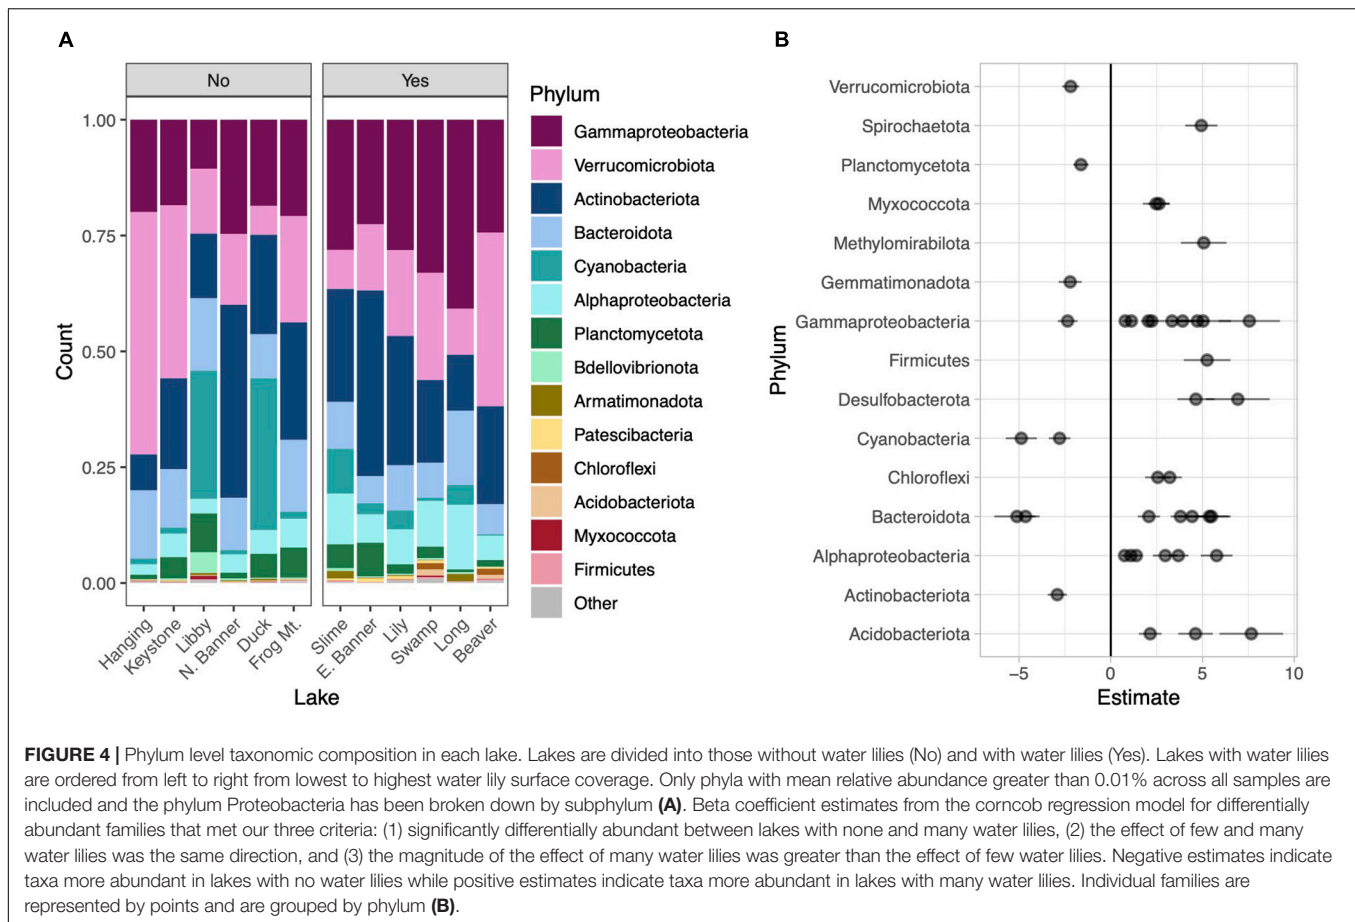 A
No
Yes
1.00
0.75
0.50
0.25
0.00
Count
Hanging
Keystone
Libby
N. Banner
Duck
Frog Mt.
Slime
E. Banner
Lily
Swamp
Long
Beaver
Lake
Phylum
Gammaproteobacteria
Verrucomicrobiota
Actinobacteriota
Bacteroidota
Cyanobacteria
Alphaproteobacteria
Planctomycetota
Bdellovibrionota
Armatimonadota
Patescibacteria
Chloroflexi
Acidobacteriota
Myxococcota
Firmicutes
Other
B
Phylum
Verrucomicrobiota
Spirochaetota
Planctomycetota
Myxococcota
Methylomirabilota
Gemmatimonadota
Gammaproteobacteria
Firmicutes
Desulfobacterota
Cyanobacteria
Chloroflexi
Bacteroidota
Alphaproteobacteria
Actinobacteriota
Acidobacteriota
−5 0 5 10
Estimate
FIGURE 4 | Phylum level taxonomic composition in each lake. Lakes are divided into those without water lilies (No) and with water lilies (Yes). Lakes with water lilies
are ordered from left to right from lowest to highest water lily surface coverage. Only phyla with mean relative abundance greater than 0.01% across all samples are
included and the phylum Proteobacteria has been broken down by subphylum (A). Beta coefficient estimates from the corncob regression model for differentially
abundant families that met our three criteria: (1) significantly differentially abundant between lakes with none and many water lilies, (2) the effect of few and many
water lilies was the same direction, and (3) the magnitude of the effect of many water lilies was greater than the effect of few water lilies. Negative estimates indicate
taxa more abundant in lakes with no water lilies while positive estimates indicate taxa more abundant in lakes with many water lilies. Individual families are
represented by points and are grouped by phylum (B).